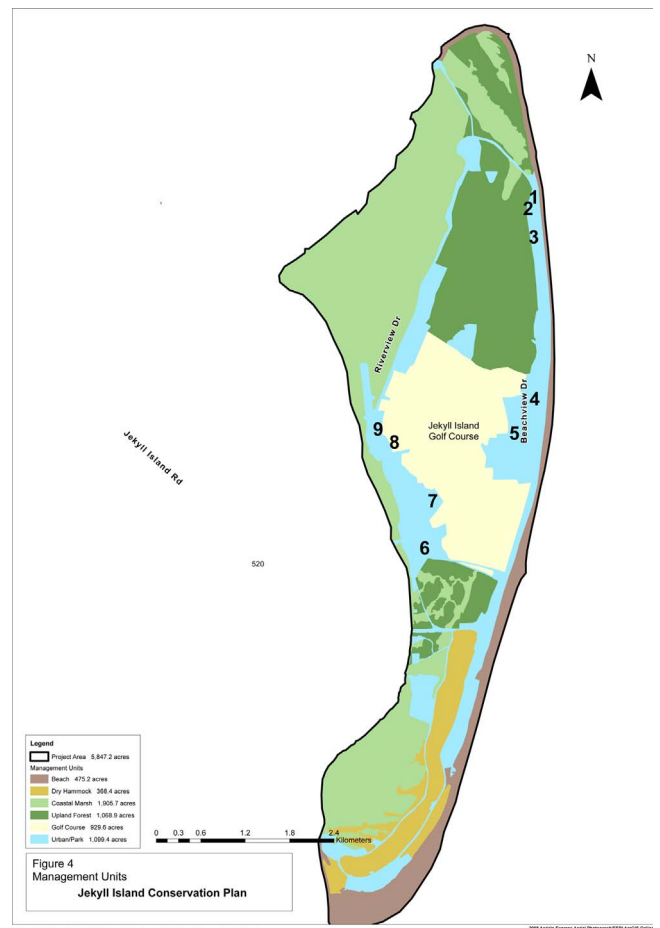 N
1
2
3
Riverview Dr
Beachview Dr
4
Jekyll Island
Golf Course
5
9
8
Jekyll Island Rd
7
6
520
Legend
Project Area 5,847.2 acres
Management Units
Beach 475.2 acres
Dry Hammock 368.4 acres
Coastal Marsh 1,905.7 acres
Upland Forest 1,068.9 acres
Golf Course 929.6 acres
Urban/Park 1,099.4 acres
0 0.3 0.6 1.2 1.8 2.4
Kilometers
Figure 4
Management Units
Jekyll Island Conservation Plan